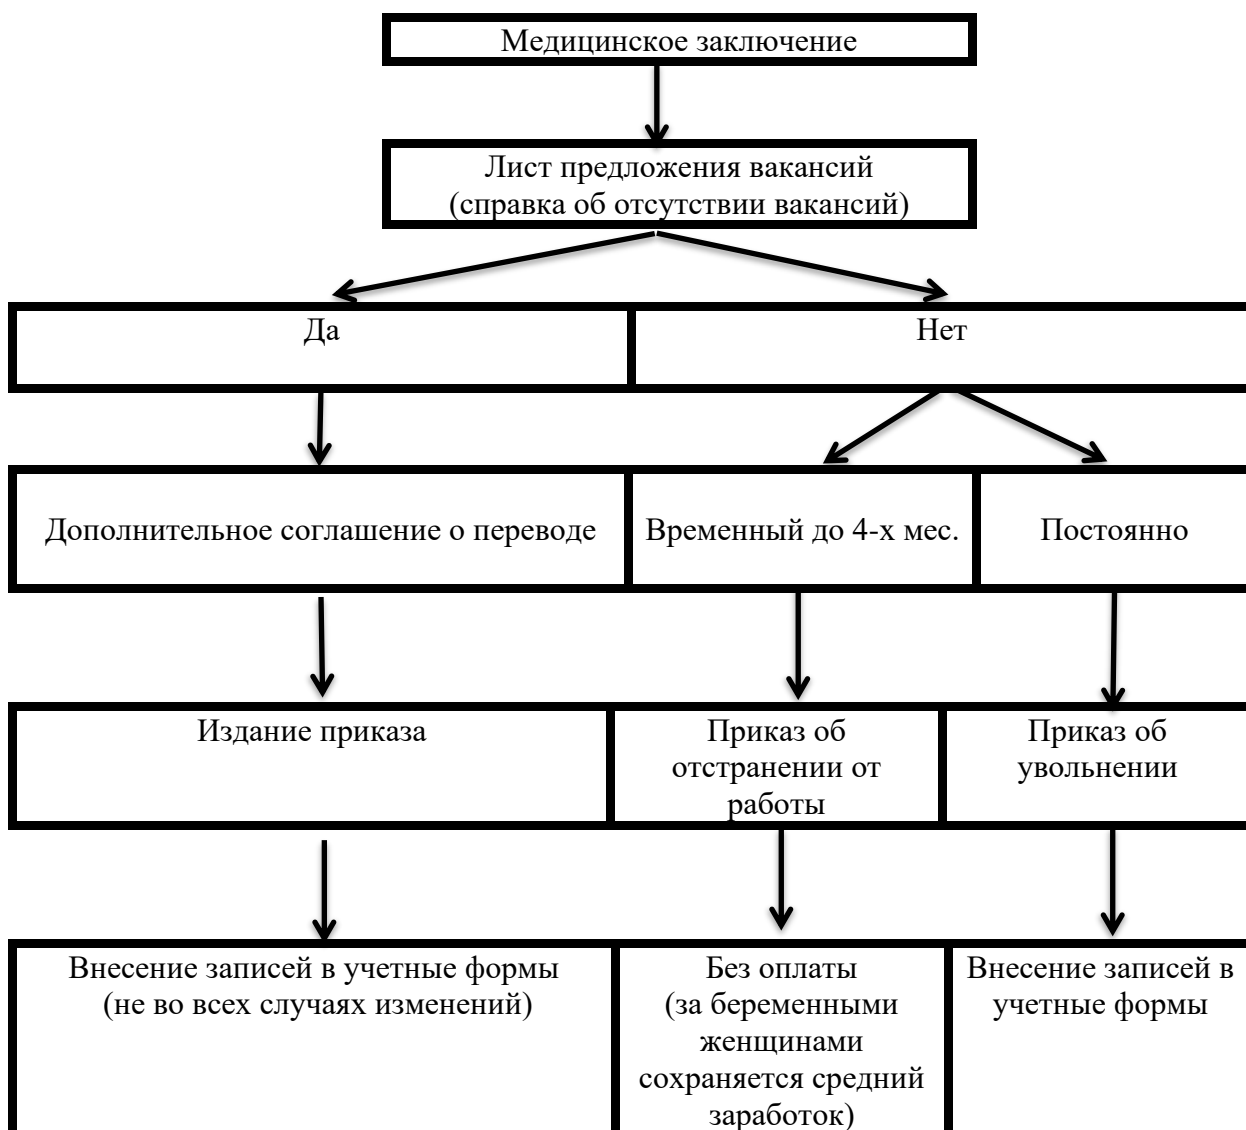 Медицинское заключение
Лист предложения вакансий
(справка об отсутствии вакансий)
Да
Нет
Дополнительное соглашение о переводе
Временный до 4-х мес.
Постоянно
Издание приказа
Приказ об
отстранении от
работы
Приказ об
увольнении
Внесение записей в учетные формы
(не во всех случаях изменений)
Без оплаты
(за беременными
женщинами
сохраняется средний
заработок)
Внесение записей в
учетные формы